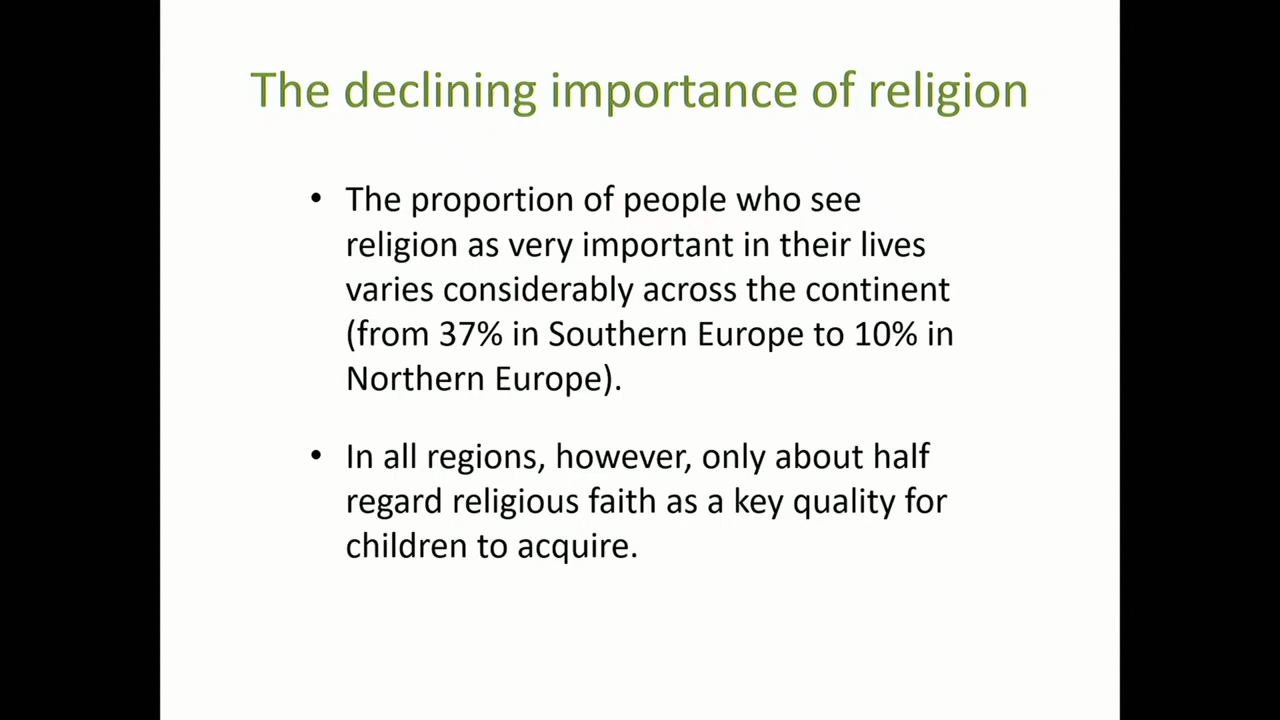 The declining importance of religion
• The proportion of people who see
religion as very important in their lives
varies considerably across the continent
(from 37% in Southern Europe to 10% in
Northern Europe).
• In all regions, however, only about half
regard religious faith as a key quality for
children to acquire.